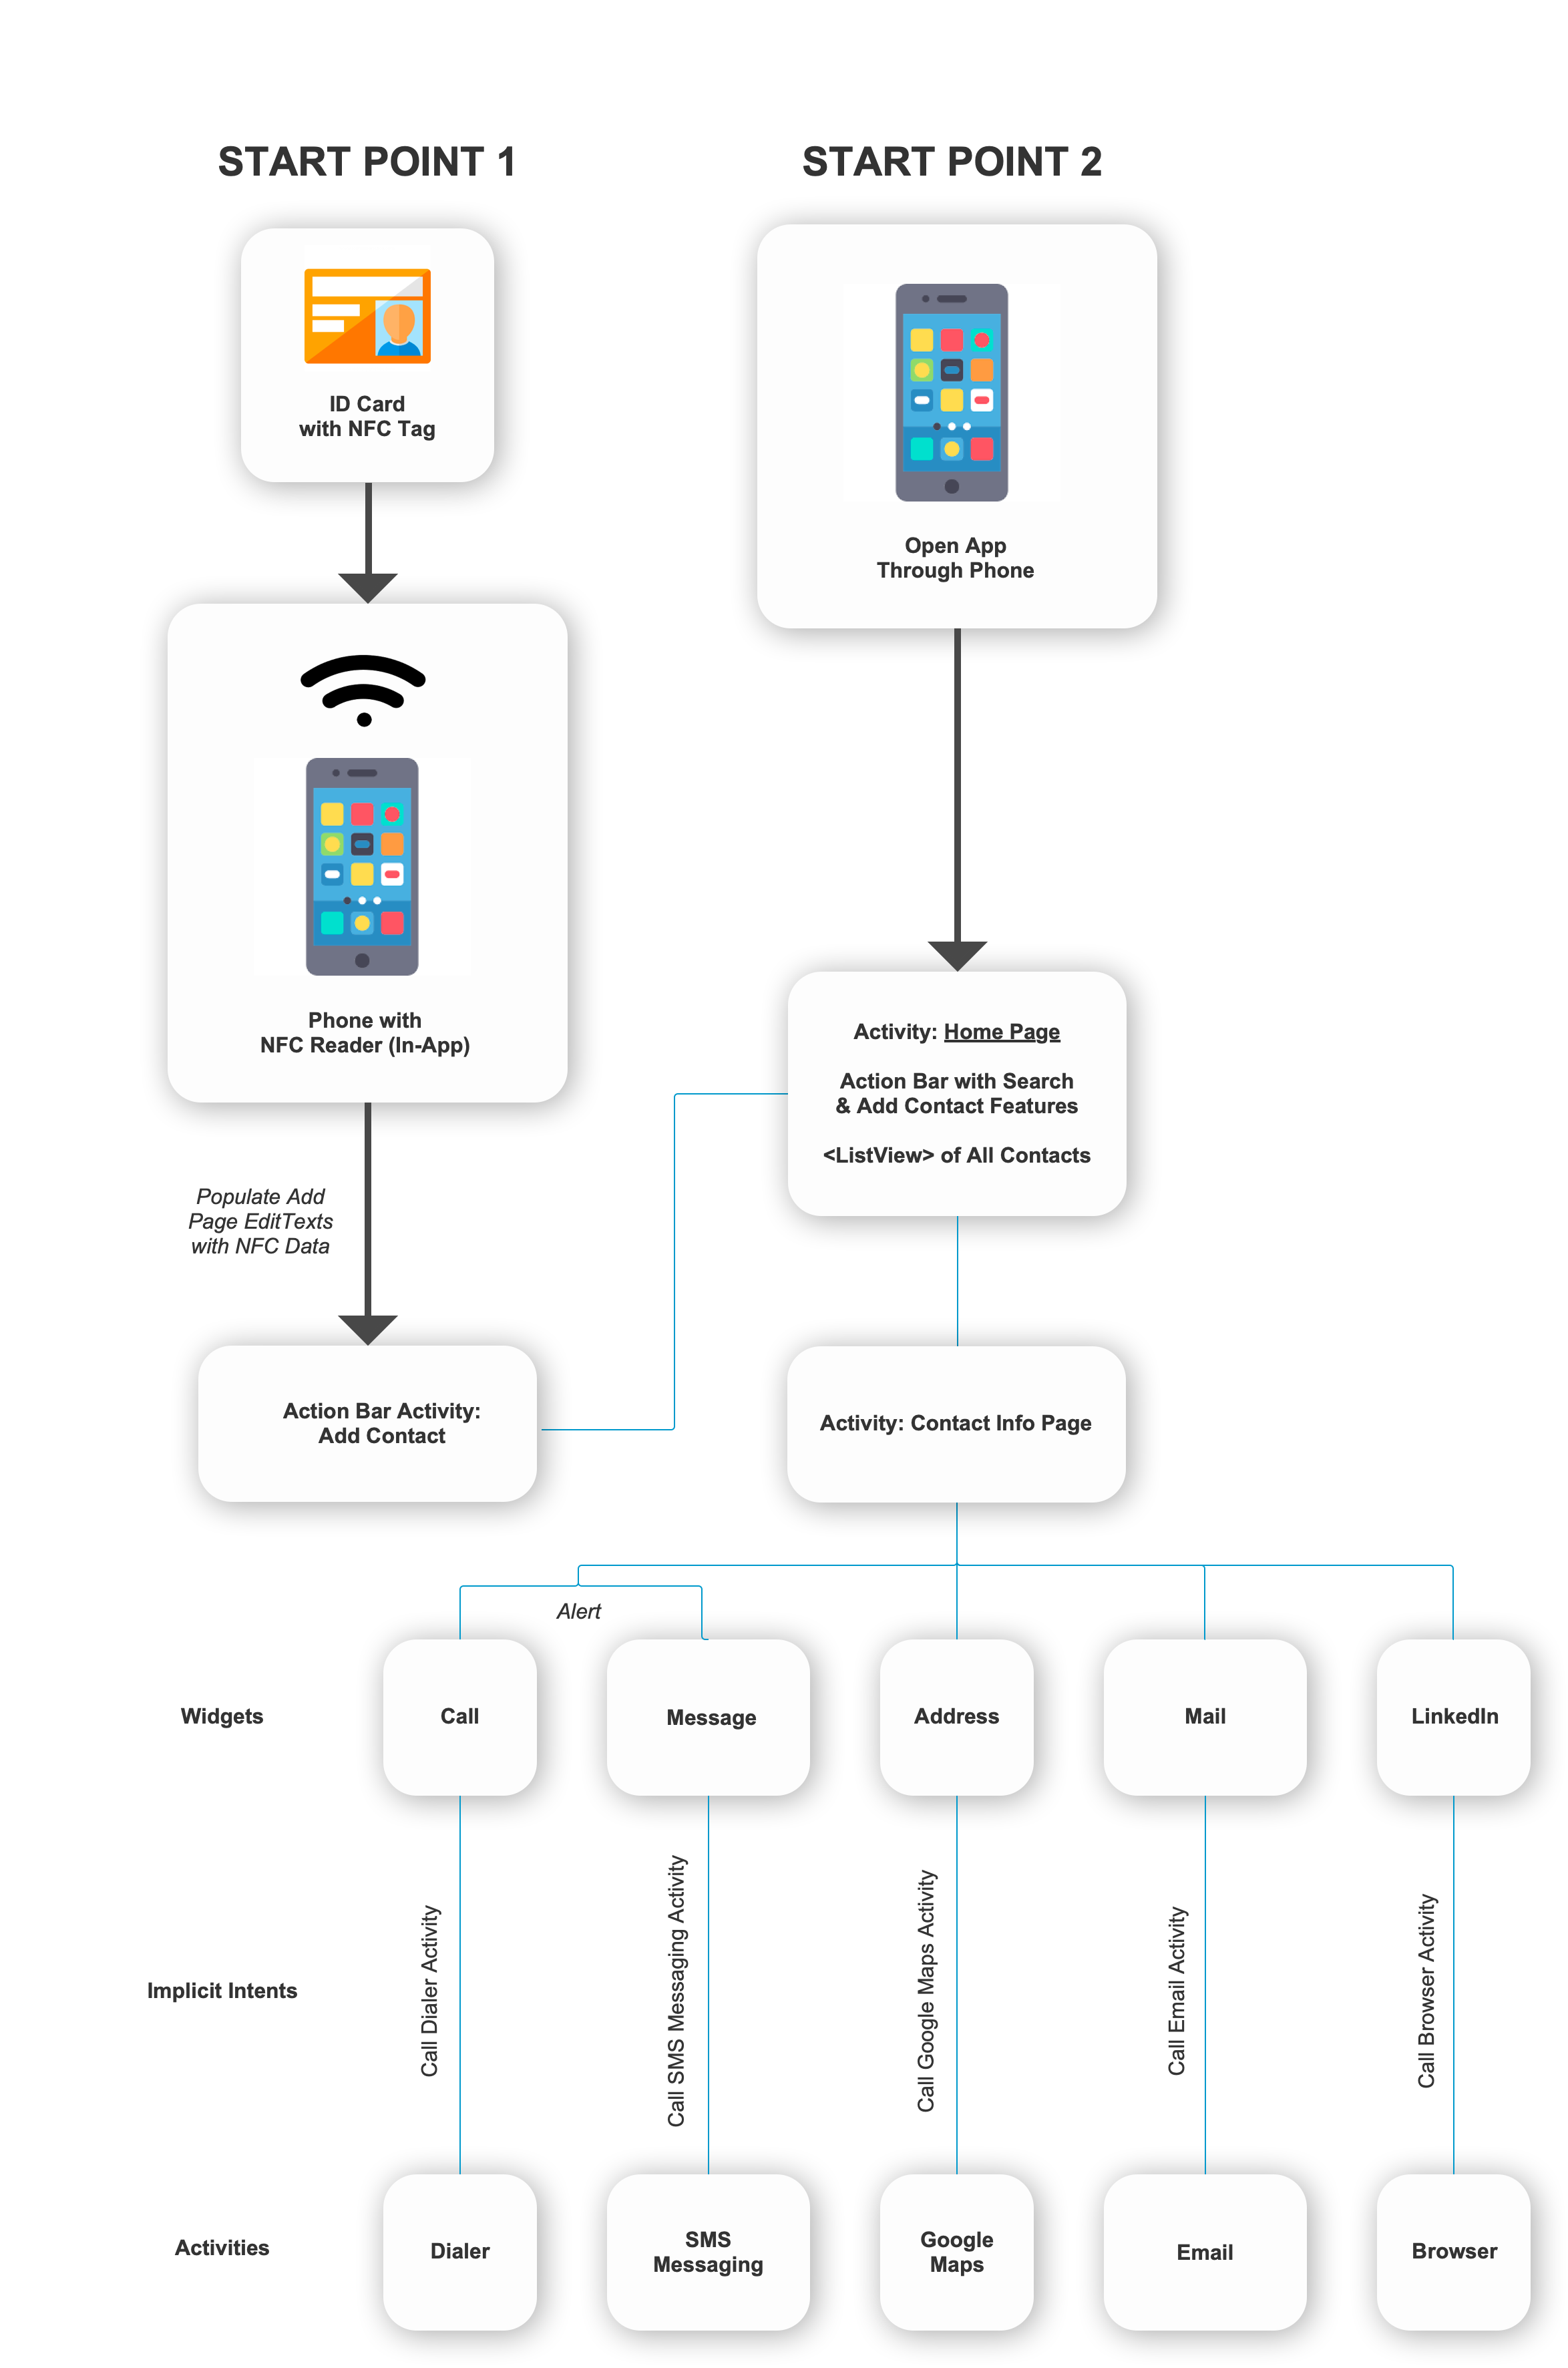 START POINT 1
START POINT 2
ID Card
with NFC Tag
Open App
Through Phone
Phone with
NFC Reader (In-App)
Activity: Home Page
Action Bar with Search
& Add Contact Features
<ListView> of All Contacts
Populate Add
Page EditTexts
with NFC Data
Action Bar Activity:
Add Contact
Activity: Contact Info Page
Alert
Widgets
Call
Message
Address
Mail
LinkedIn
Implicit Intents
Call Dialer Activity
Call SMS Messaging Activity
Call Google Maps Activity
Call Email Activity
Call Browser Activity
Activities
Dialer
SMS
Messaging
Google
Maps
Email
Browser